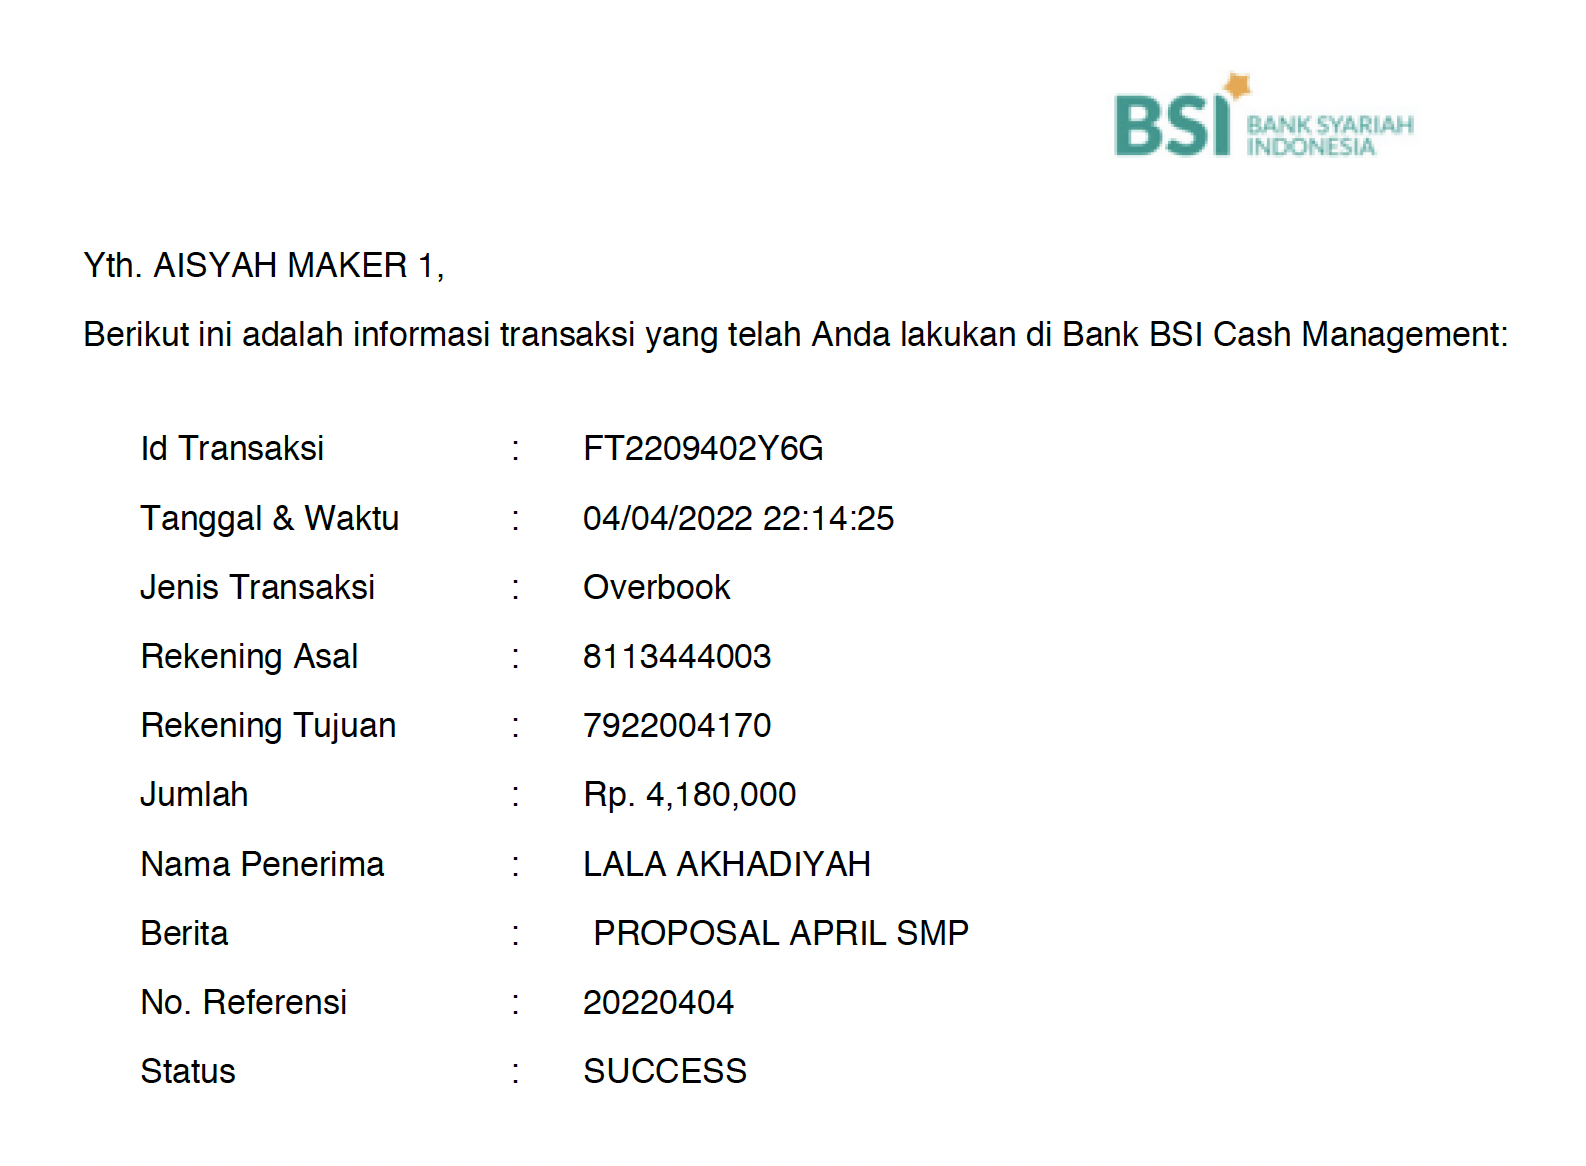 BSI BANK SYARIAH
INDONESIA
Yth. AISYAH MAKER 1,
Berikut ini adalah informasi transaksi yang telah Anda lakukan di Bank BSI Cash Management:
Id Transaksi : FT2209402Y6G
Tanggal & Waktu : 04/04/2022 22:14:25
Jenis Transaksi : Overbook
Rekening Asal : 8113444003
Rekening Tujuan : 7922004170
Jumlah : Rp. 4,180,000
Nama Penerima : LALA AKHADIYAH
Berita : PROPOSAL APRIL SMP
No. Referensi : 20220404
Status : SUCCESS